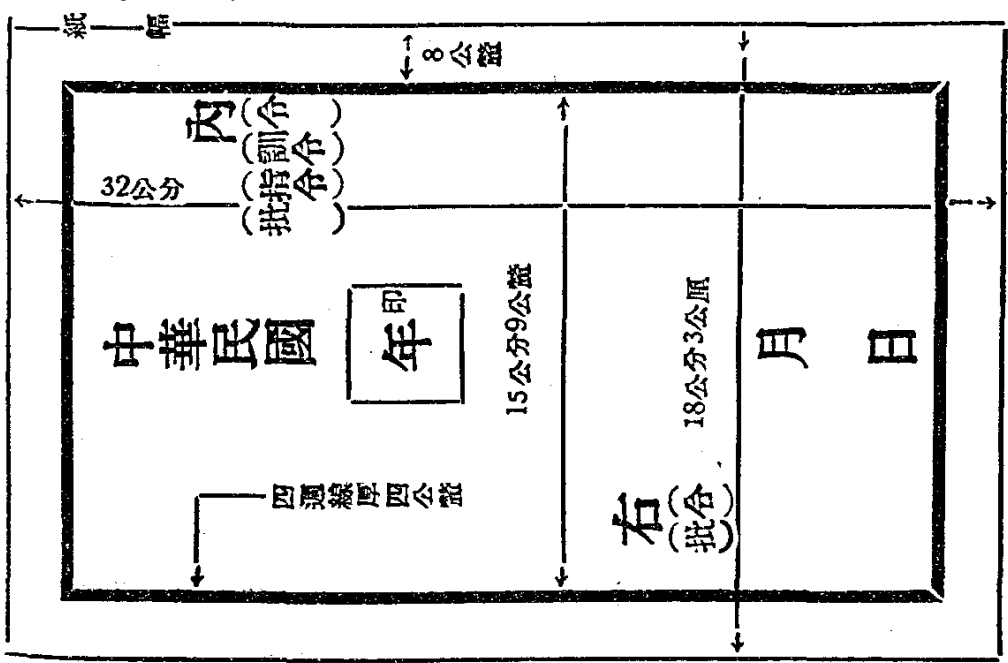 紙幅
8公釐
內(令)
(訓令)
(指令)
(批)
32公分
中華民國 年 月 日
印
15公分9公釐
18公分3公厘
四週線厚四公釐
右(令)
(批)